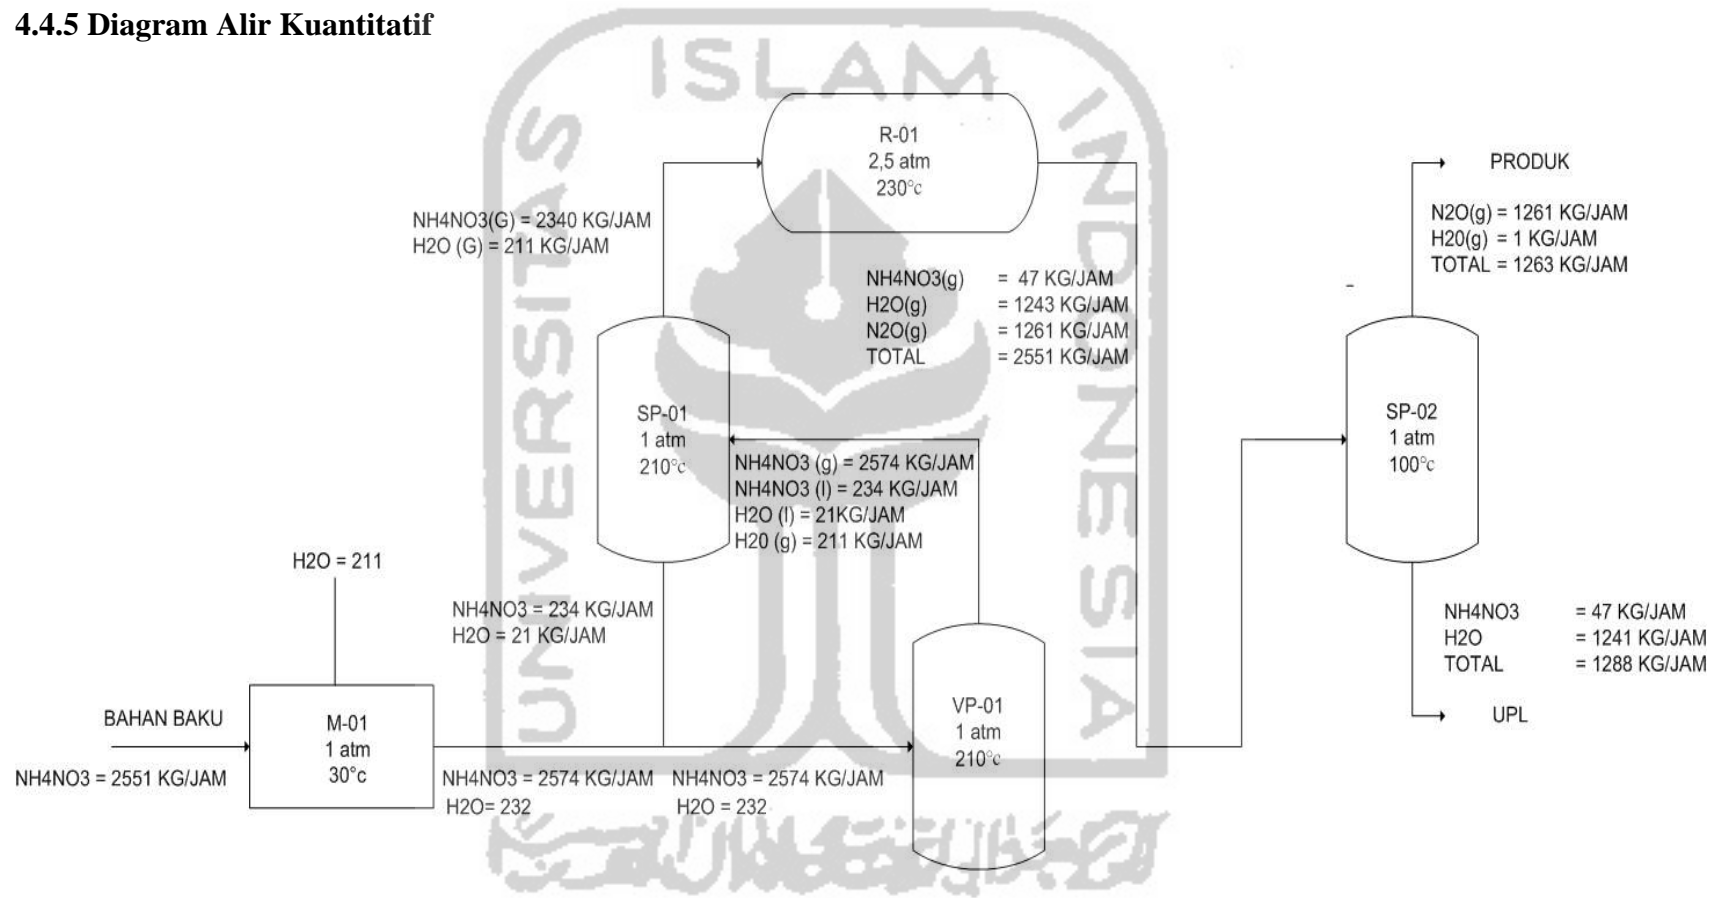 4.4.5 Diagram Alir Kuantitatif
UNIVERSITAS ISLAM INDONESIA
R-01
2,5 atm
230°c
NH4NO3(G) = 2340 KG/JAM
H2O (G) = 211 KG/JAM
NH4NO3(g) = 47 KG/JAM
H2O(g) = 1243 KG/JAM
N2O(g) = 1261 KG/JAM
TOTAL = 2551 KG/JAM
PRODUK
N2O(g) = 1261 KG/JAM
H20(g) = 1 KG/JAM
TOTAL = 1263 KG/JAM
SP-01
1 atm
210°c
NH4NO3 (g) = 2574 KG/JAM
NH4NO3 (l) = 234 KG/JAM
H2O (l) = 21KG/JAM
H20 (g) = 211 KG/JAM
SP-02
1 atm
100°c
H2O = 211
NH4NO3 = 234 KG/JAM
H2O = 21 KG/JAM
NH4NO3 = 47 KG/JAM
H2O = 1241 KG/JAM
TOTAL = 1288 KG/JAM
UPL
BAHAN BAKU
NH4NO3 = 2551 KG/JAM
M-01
1 atm
30°c
NH4NO3 = 2574 KG/JAM
H2O= 232
NH4NO3 = 2574 KG/JAM
H2O = 232
VP-01
1 atm
210°c